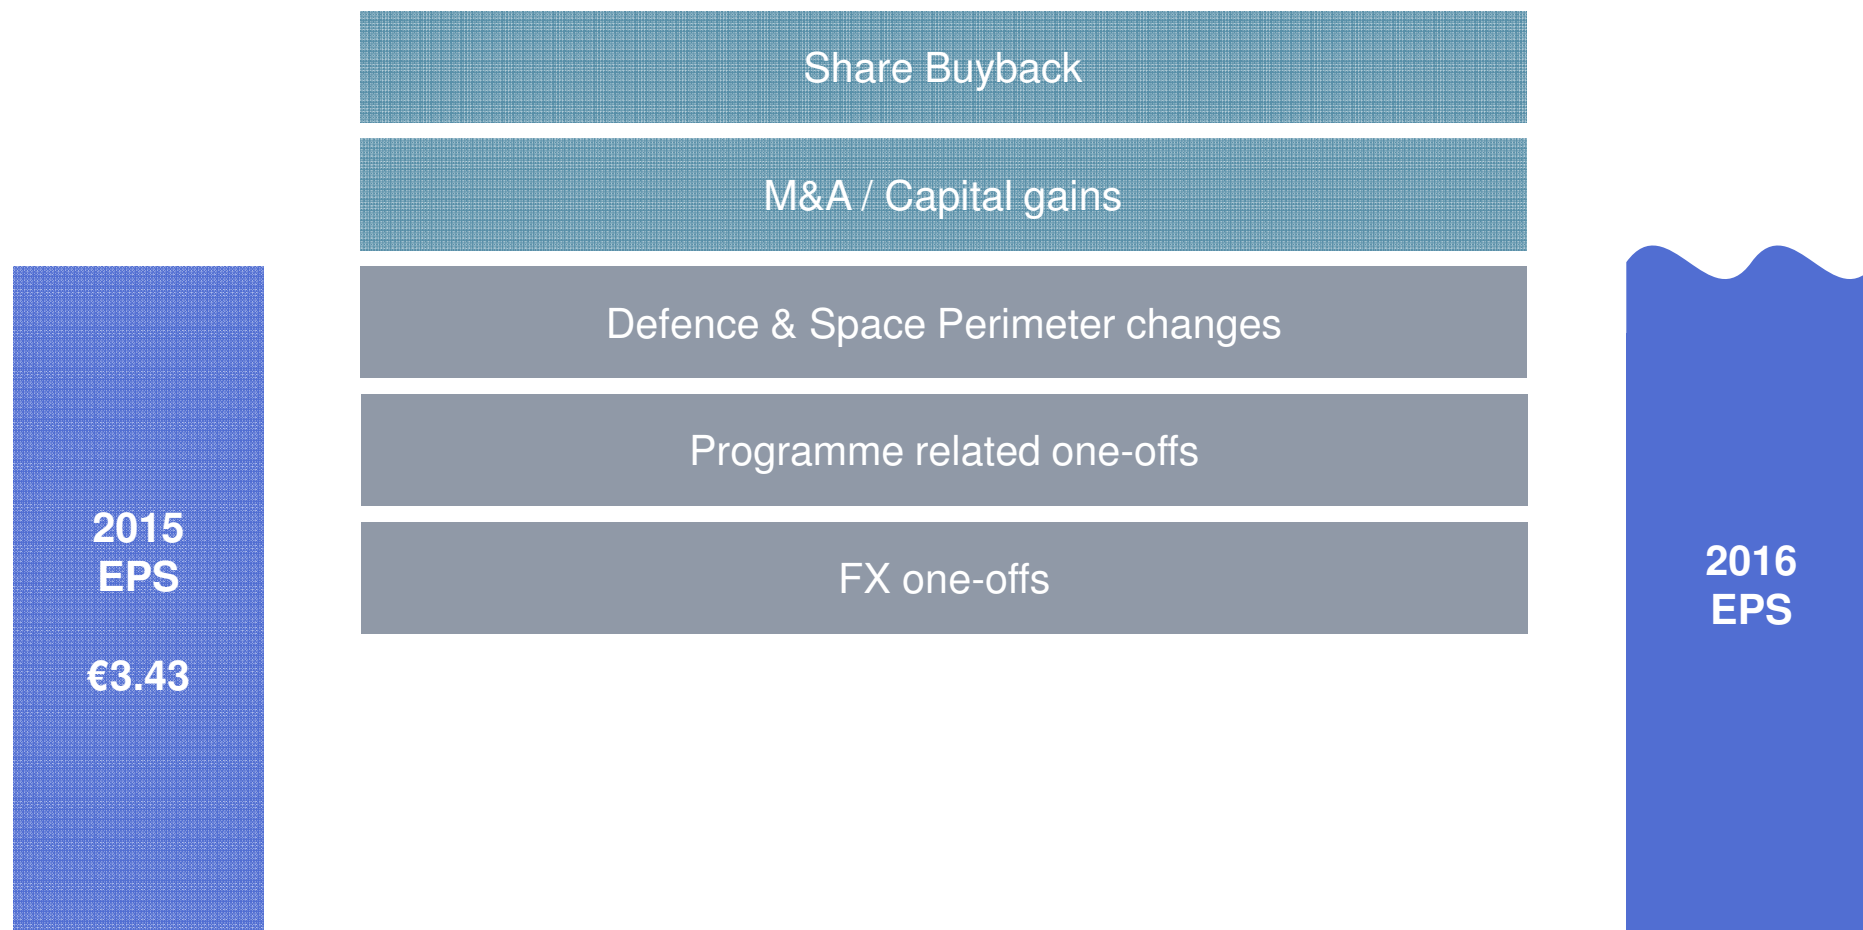 Share Buyback
M&A / Capital gains
Defence & Space Perimeter changes
Programme related one-offs
FX one-offs
2015
EPS
€3.43
2016
EPS